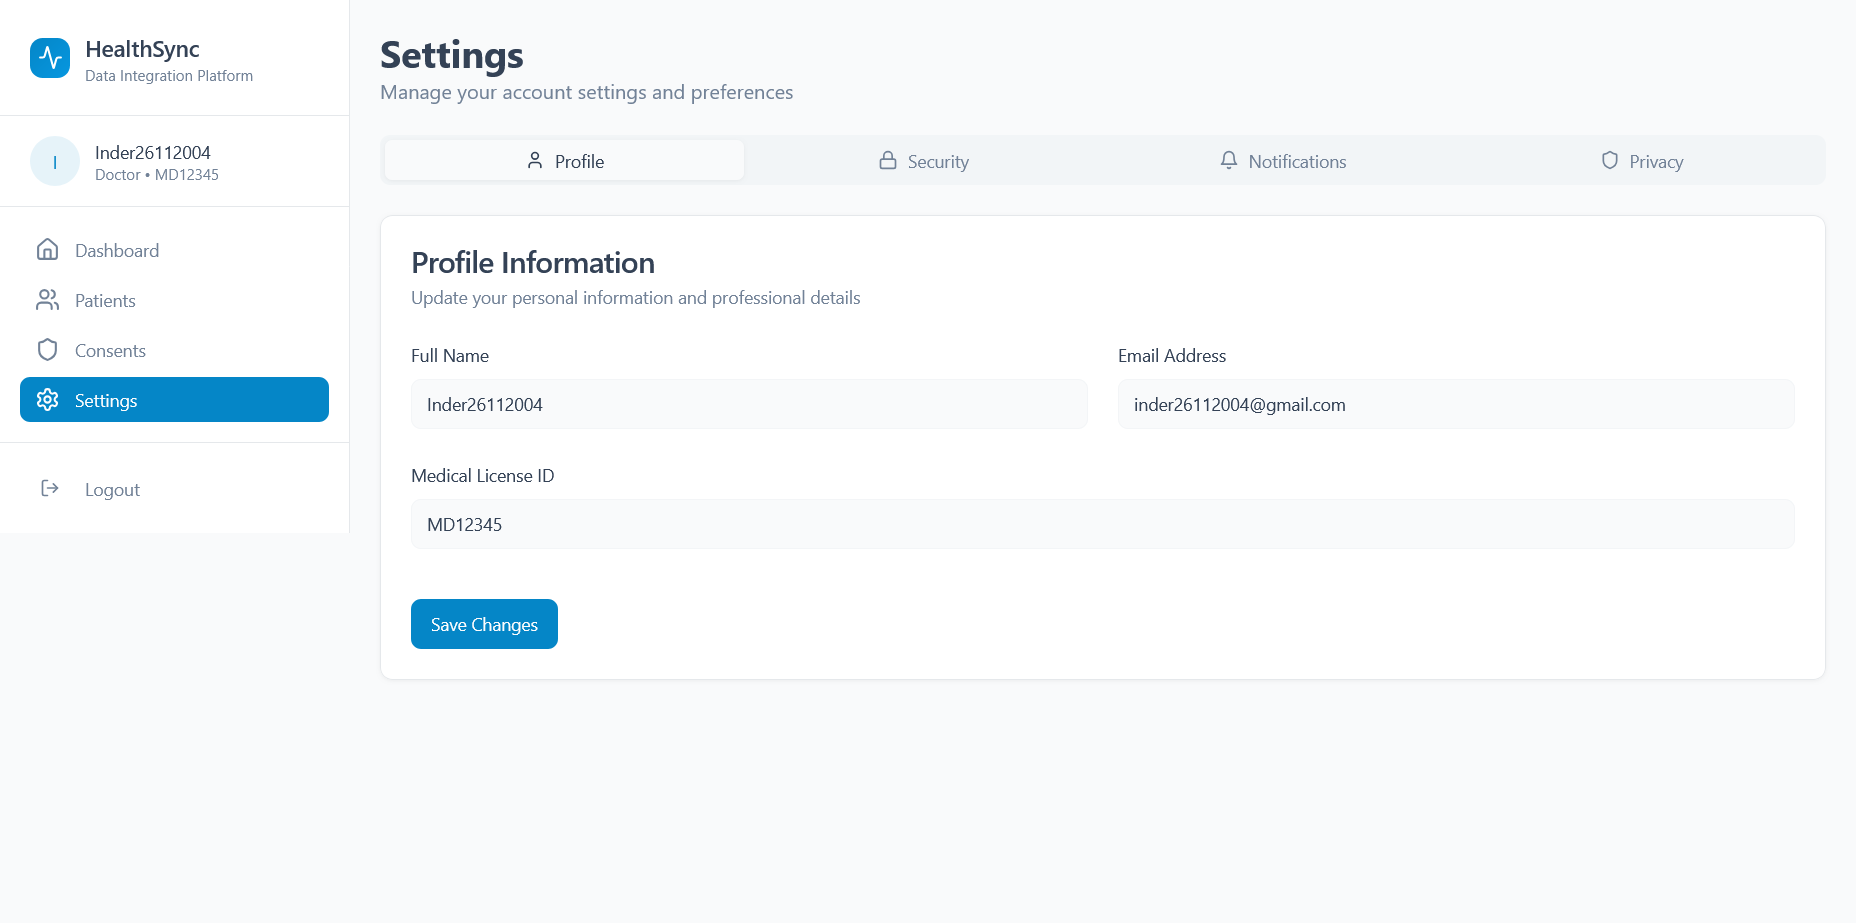 HealthSync
Data Integration Platform
I
Inder26112004
Doctor • MD12345
Dashboard
Patients
Consents
Settings
Logout
Settings
Manage your account settings and preferences
Profile
Security
Notifications
Privacy
Profile Information
Update your personal information and professional details
Full Name
Inder26112004
Email Address
inder26112004@gmail.com
Medical License ID
MD12345
Save Changes